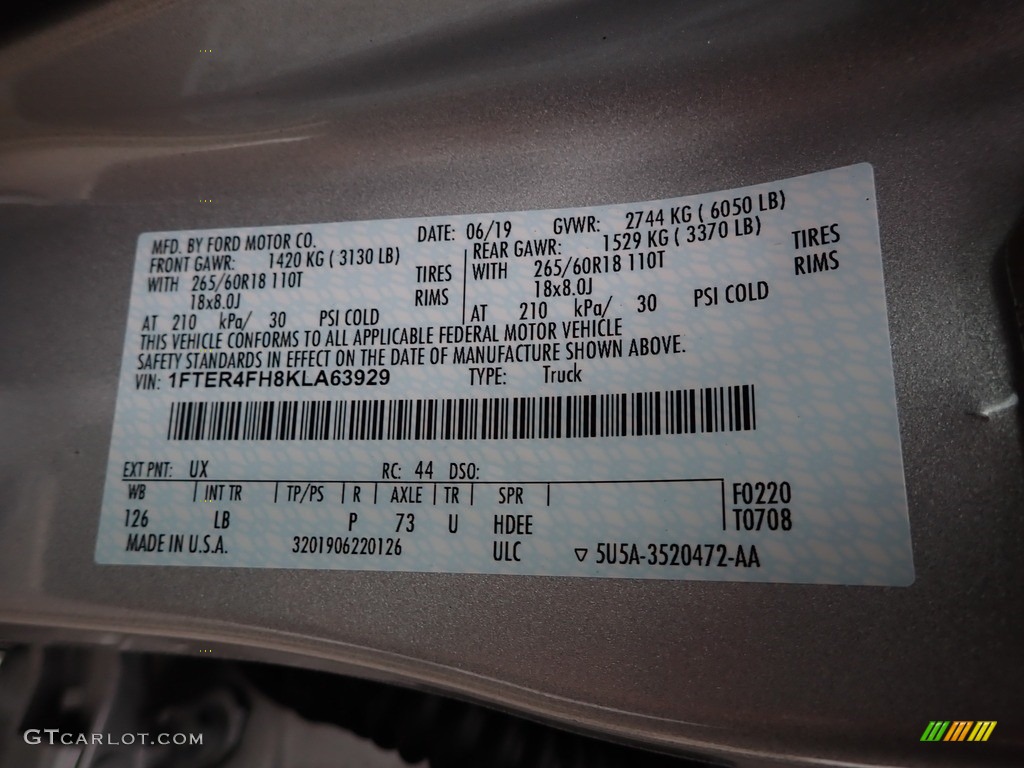 MFD. BY FORD MOTOR CO. DATE: 06/19 GVWR: 2744 KG ( 6050 LB)
FRONT GAWR: 1420 KG ( 3130 LB) REAR GAWR: 1529 KG ( 3370 LB)
WITH 265/60R18 110T TIRES WITH 265/60R18 110T TIRES
18x8.0J RIMS 18x8.0J RIMS
AT 210 kPa/ 30 PSI COLD AT 210 kPa/ 30 PSI COLD
THIS VEHICLE CONFORMS TO ALL APPLICABLE FEDERAL MOTOR VEHICLE
SAFETY STANDARDS IN EFFECT ON THE DATE OF MANUFACTURE SHOWN ABOVE.
VIN: 1FTER4FH8KLA63929 TYPE: Truck
EXT PNT: UX RC: 44 DSO:
WB INT TR TP/PS R AXLE TR SPR F0220
126 LB P 73 U HDEE T0708
MADE IN U.S.A. 3201906220126 ULC ▽ 5U5A-3520472-AA
GTCARLOT.COM